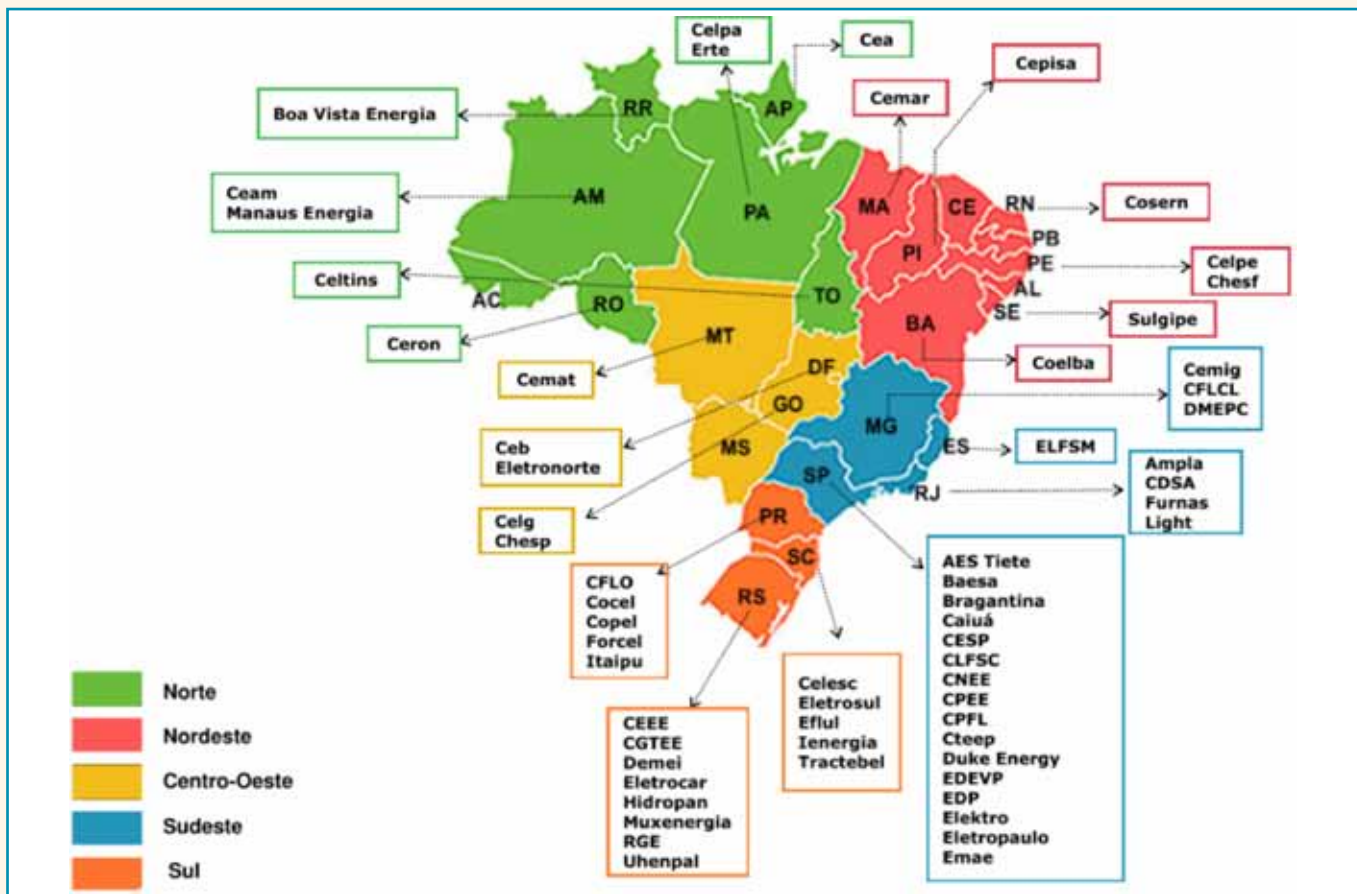 Celpa
Erte
Cea
Cepisa
Cemar
Boa Vista Energia
RR
AP
Ceam
Manaus Energia
AM
PA
MA
CE
RN
Cosern
PI
PB
PE
Celpe
Chesf
Celtins
AC
RO
TO
AL
SE
Sulgipe
BA
MT
Ceron
Coelba
Cemat
DF
GO
Cemig
CFLCL
DMEPC
MG
Ceb
Eletronorte
MS
ES
ELFSM
SP
RJ
Ampla
CDSA
Furnas
Light
Celg
Chesp
PR
SC
RS
CFLO
Cocel
Copel
Forcel
Itaipu
AES Tiete
Baesa
Bragantina
Caiuá
CESP
CLFSC
CNEE
CPEE
CPFL
Cteep
Duke Energy
EDEVP
EDP
Elektro
Eletropaulo
Emae
Celesc
Eletrosul
Eflul
Ienergia
Tractebel
CEEE
CGTEE
Demei
Eletrocar
Hidropan
Muxenergia
RGE
Uhenpal
Norte
Nordeste
Centro-Oeste
Sudeste
Sul